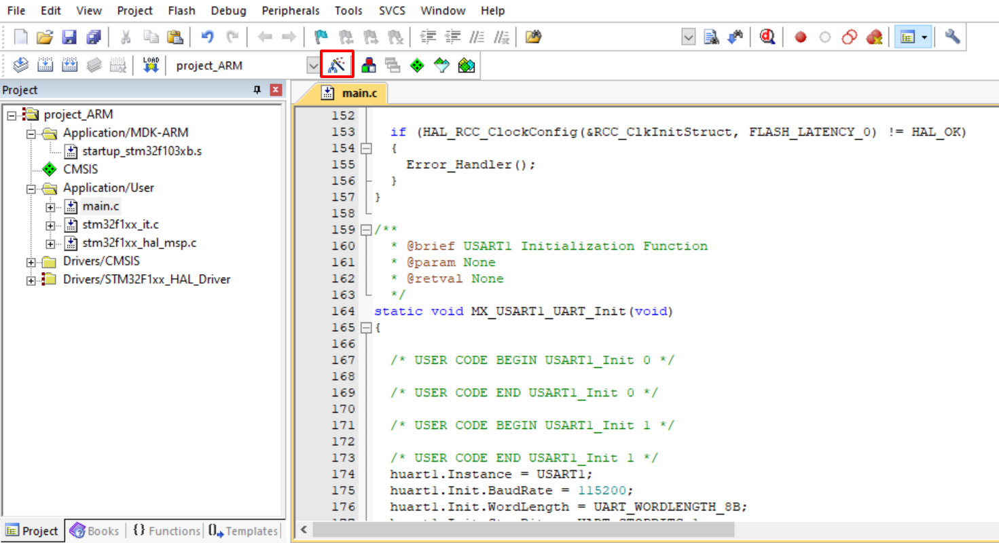 File Edit View Project Flash Debug Peripherals Tools SVCS Window Help
LOAD project_ARM
Project
main.c
project_ARM
Application/MDK-ARM
startup_stm32f103xb.s
CMSIS
Application/User
main.c
stm32f1xx_it.c
stm32f1xx_hal_msp.c
Drivers/CMSIS
Drivers/STM32F1xx_HAL_Driver
152
153 if (HAL_RCC_ClockConfig(&RCC_ClkInitStruct, FLASH_LATENCY_0) != HAL_OK)
154 {
155 Error_Handler();
156 }
157 }
158
159 /**
160 * @brief USART1 Initialization Function
161 * @param None
162 * @retval None
163 */
164 static void MX_USART1_UART_Init(void)
165 {
166
167 /* USER CODE BEGIN USART1_Init 0 */
168
169 /* USER CODE END USART1_Init 0 */
170
171 /* USER CODE BEGIN USART1_Init 1 */
172
173 /* USER CODE END USART1_Init 1 */
174 huart1.Instance = USART1;
175 huart1.Init.BaudRate = 115200;
176 huart1.Init.WordLength = UART_WORDLENGTH_8B;
Project Books {} Functions Templates